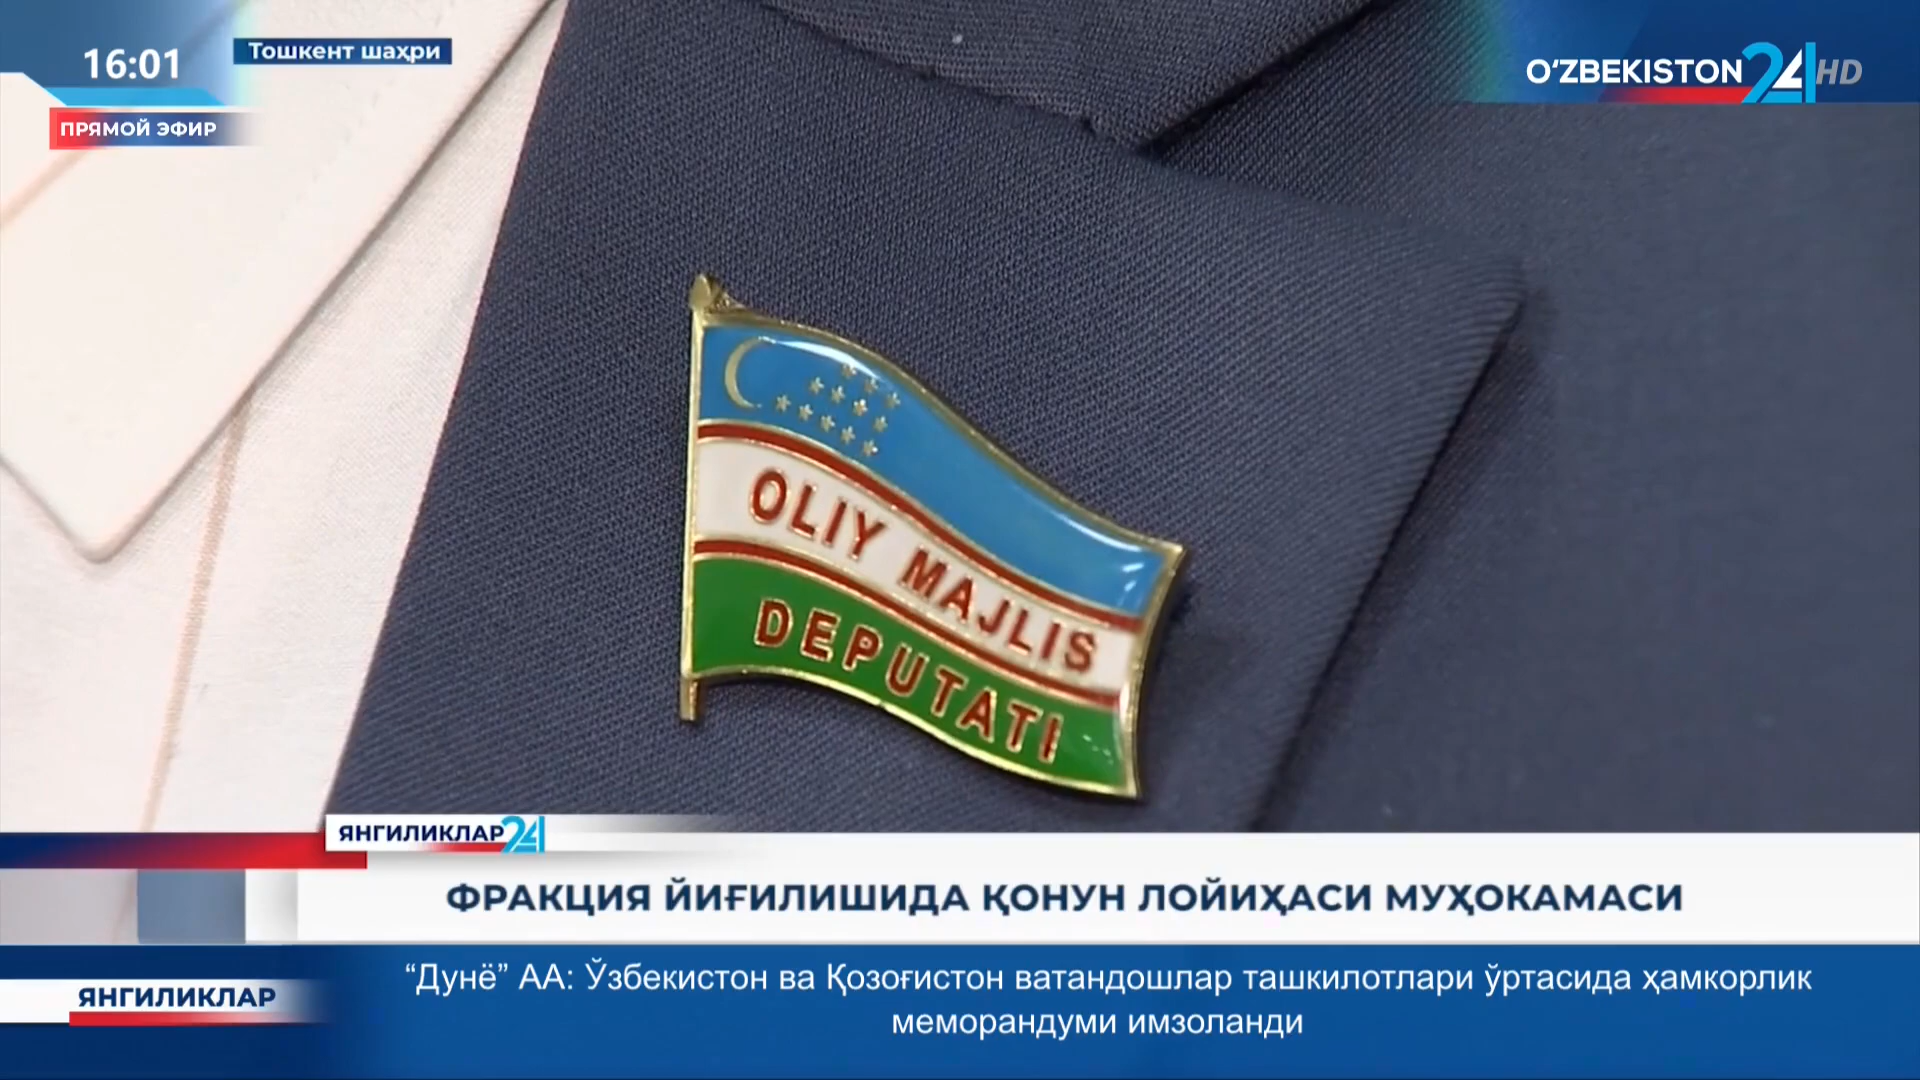 16:01
Тошкент шаҳри
ПРЯМОЙ ЭФИР
O‘ZBEKISTON 24 HD
OLIY MAJLIS
DEPUTATI
ЯНГИЛИКЛАР 24
ФРАКЦИЯ ЙИҒИЛИШИДА ҚОНУН ЛОЙИҲАСИ МУҲОКАМАСИ
ЯНГИЛИКЛАР
“Дунё” АА: Ўзбекистон ва Қозоғистон ватандошлар ташкилотлари ўртасида ҳамкорлик
меморандуми имзоланди